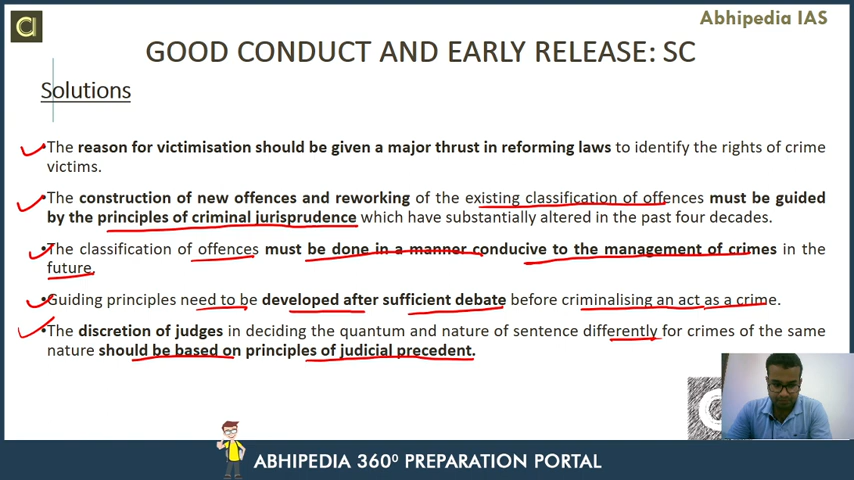 Abhipedia IAS
GOOD CONDUCT AND EARLY RELEASE: SC
Solutions
•The reason for victimisation should be given a major thrust in reforming laws to identify the rights of crime
victims.
•The construction of new offences and reworking of the existing classification of offences must be guided
by the principles of criminal jurisprudence which have substantially altered in the past four decades.
•The classification of offences must be done in a manner conducive to the management of crimes in the
future.
•Guiding principles need to be developed after sufficient debate before criminalising an act as a crime.
•The discretion of judges in deciding the quantum and nature of sentence differently for crimes of the same
nature should be based on principles of judicial precedent.
ABHIPEDIA 360⁰ PREPARATION PORTAL